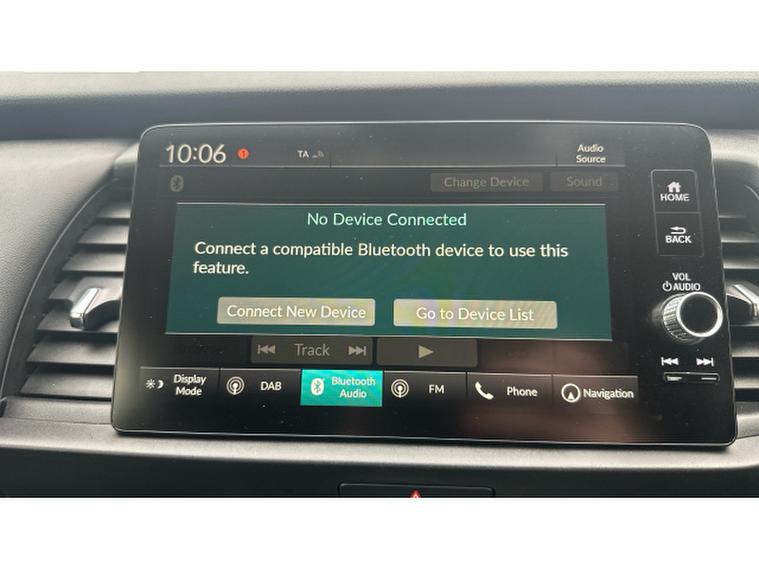 10:06
1
TA
Audio
Source
Change Device
Sound
No Device Connected
Connect a compatible Bluetooth device to use this
feature.
Connect New Device
Go to Device List
Track
Display
Mode
DAB
Bluetooth
Audio
FM
Phone
Navigation
HOME
BACK
VOL
AUDIO